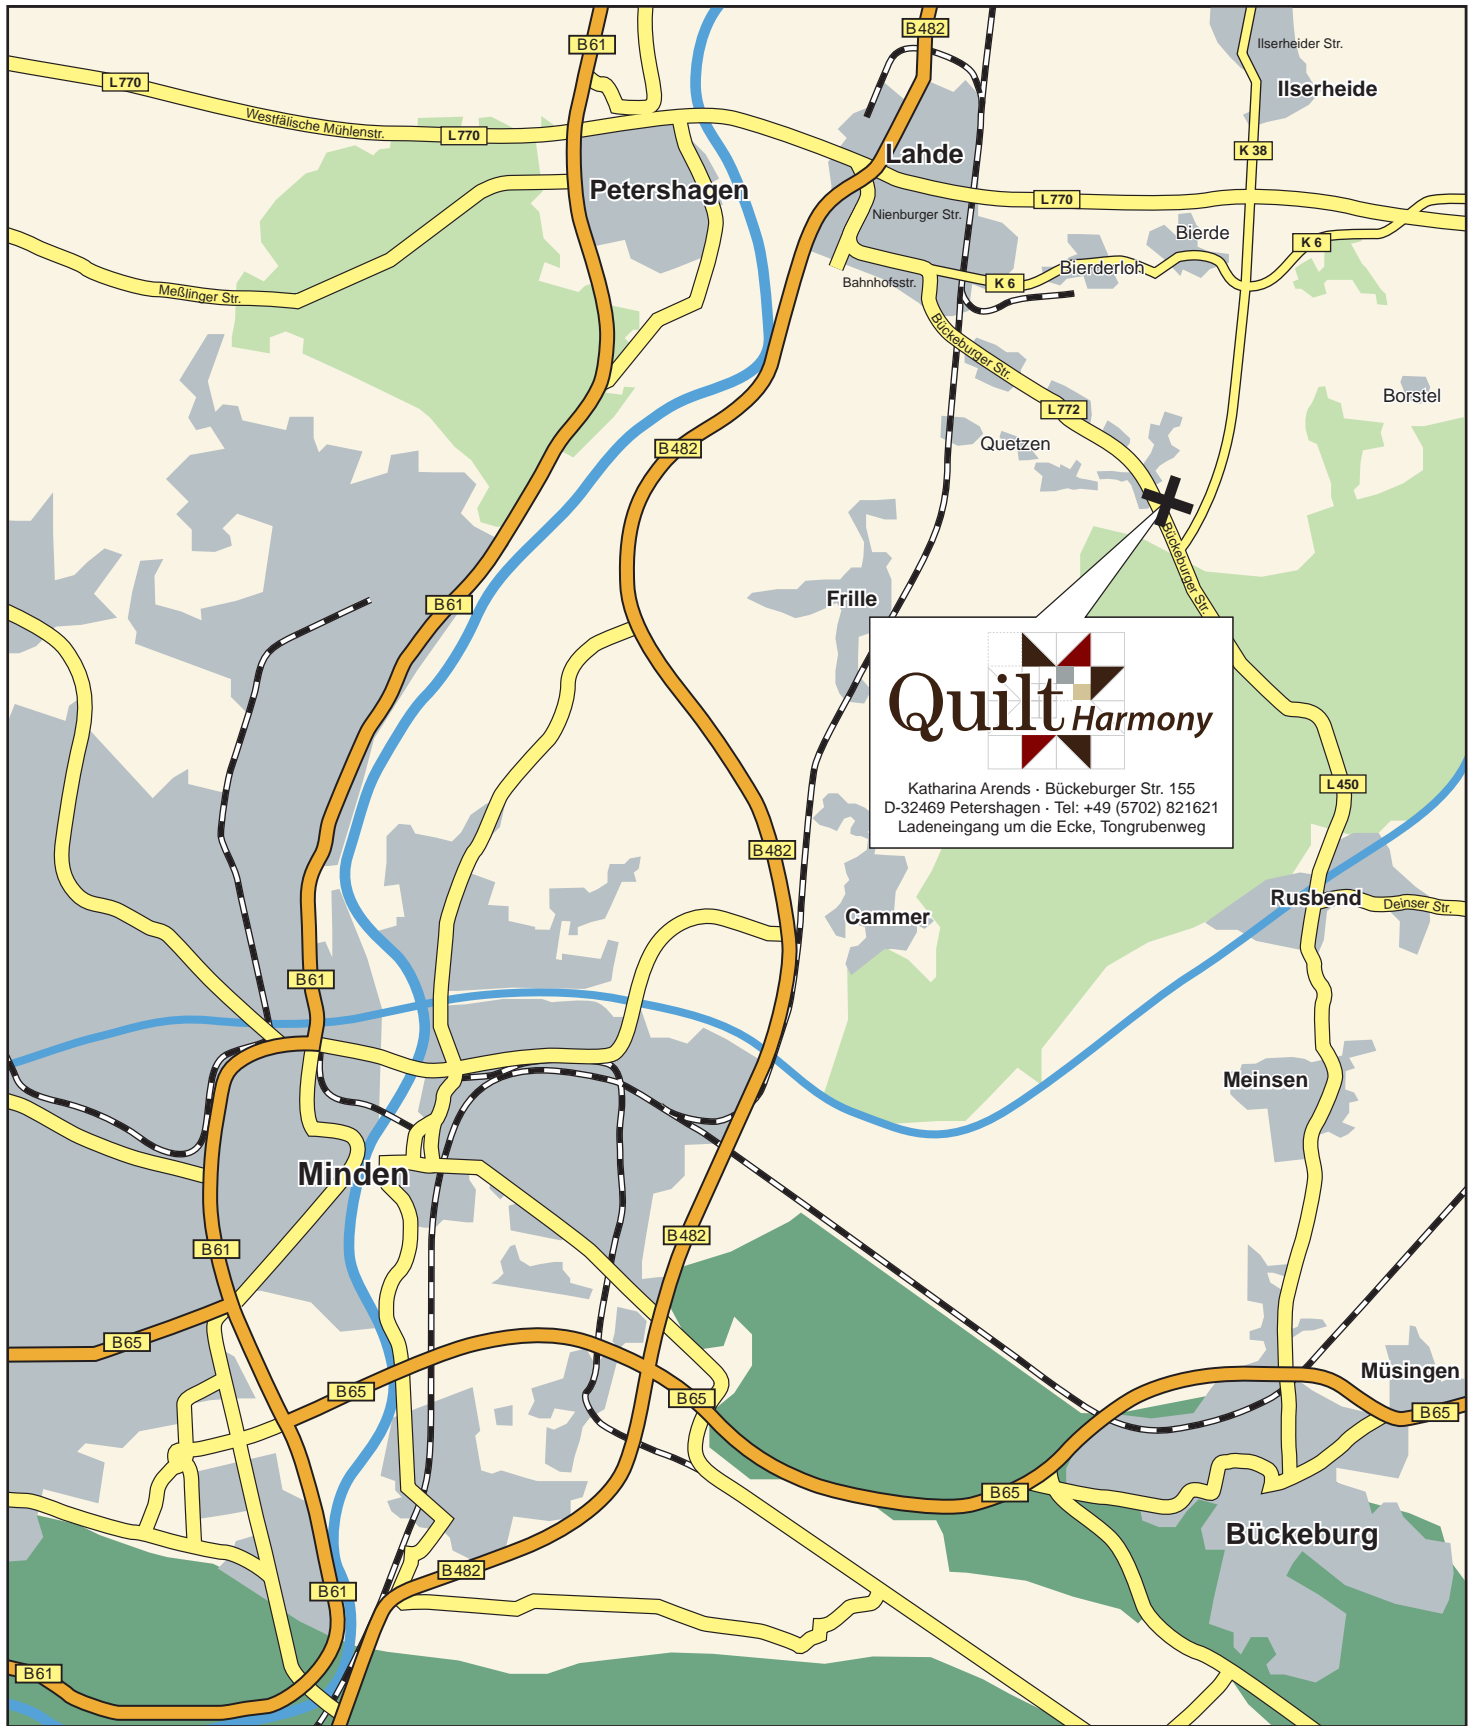 B482
B61
Ilserheider Str.
L770
Ilserheide
Westfälische Mühlenstr.
L770
K 38
Lahde
Petershagen
L770
Nienburger Str.
Bierde
K 6
Bierderloh
Bahnhofsstr.
K 6
Meßlinger Str.
Bückeburger Str.
Borstel
L772
Quetzen
B482
Bückeburger Str.
Frille
B61
Quilt Harmony
Katharina Arends · Bückeburger Str. 155
D-32469 Petershagen · Tel: +49 (5702) 821621
Ladeneingang um die Ecke, Tongrubenweg
L450
B482
Rusbend
Deinser Str.
Cammer
B61
Meinsen
Minden
B482
B61
B65
Müsingen
B65
B65
B65
B65
Bückeburg
B482
B61
B61